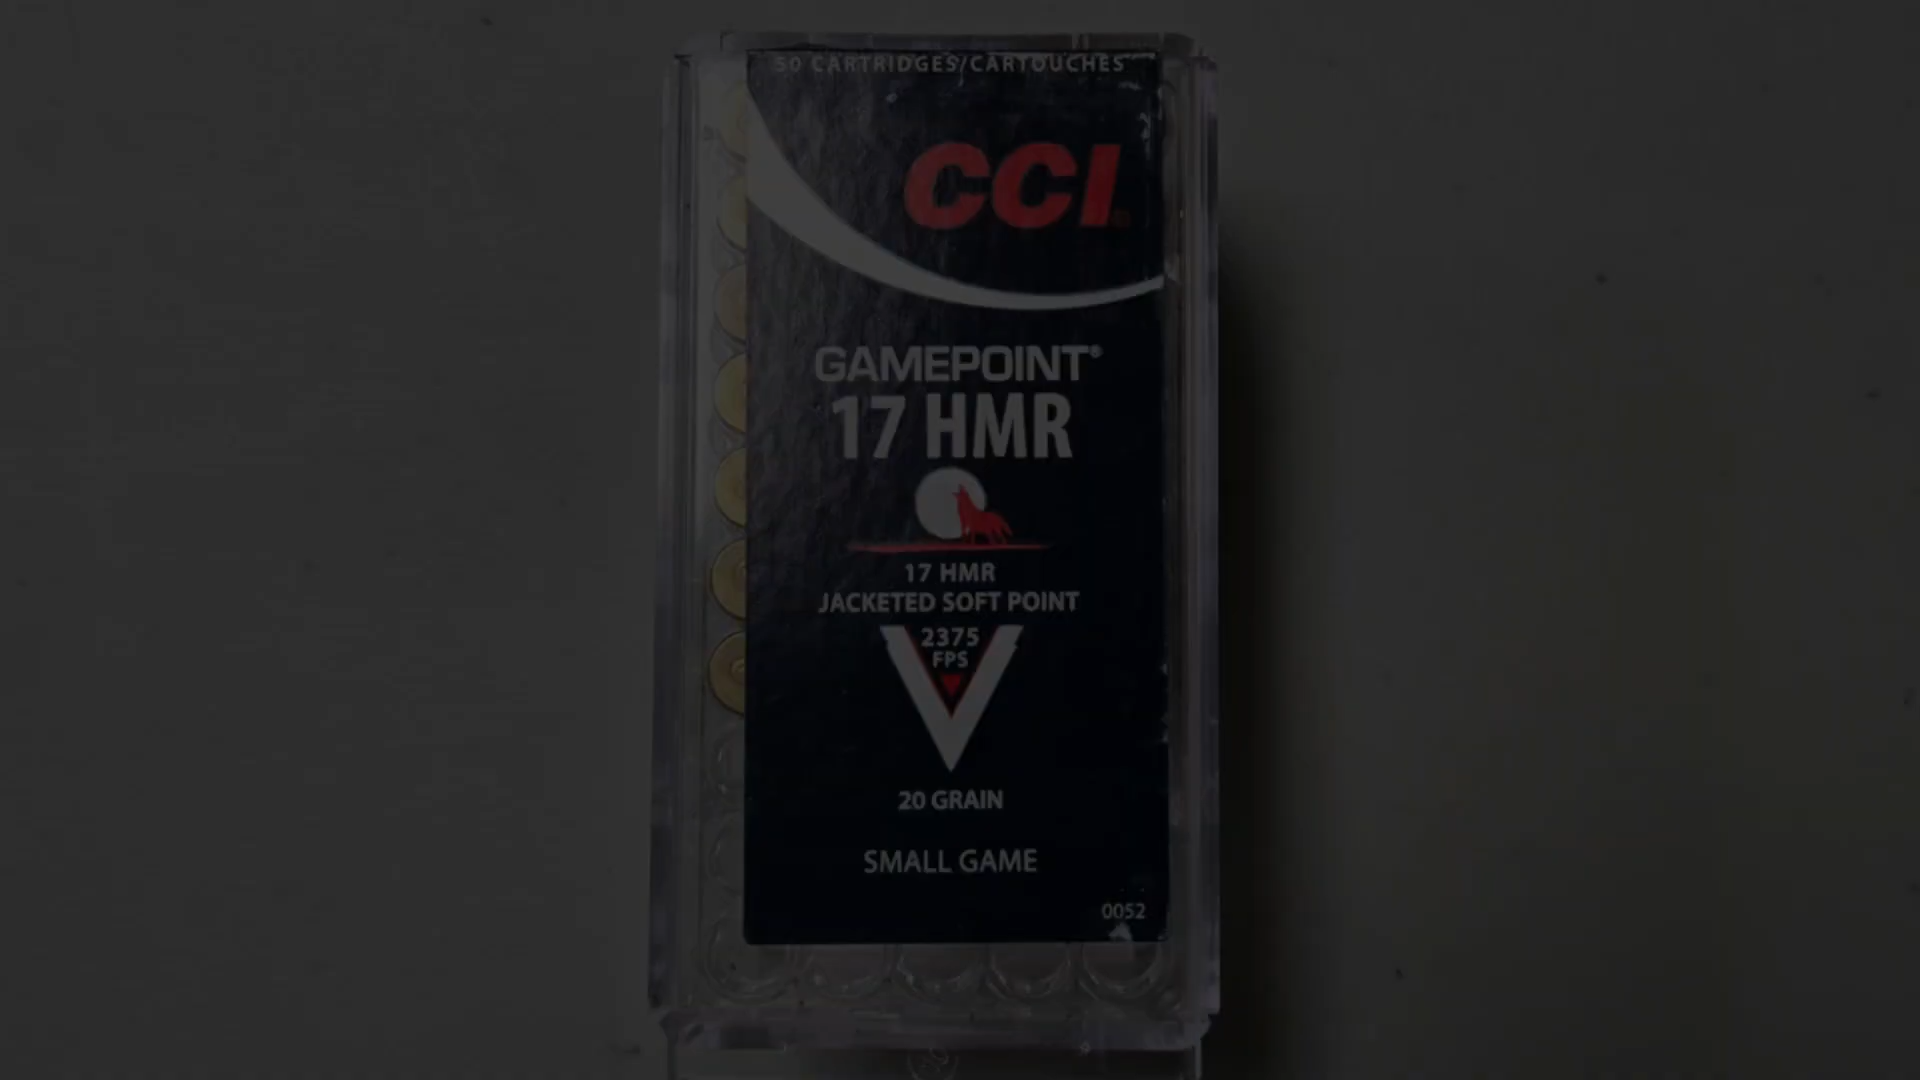 50 CARTRIDGES/CARTOUCHES
CCI
GAMEPOINT®
17 HMR
17 HMR
JACKETED SOFT POINT
2375
FPS
20 GRAIN
SMALL GAME
0052